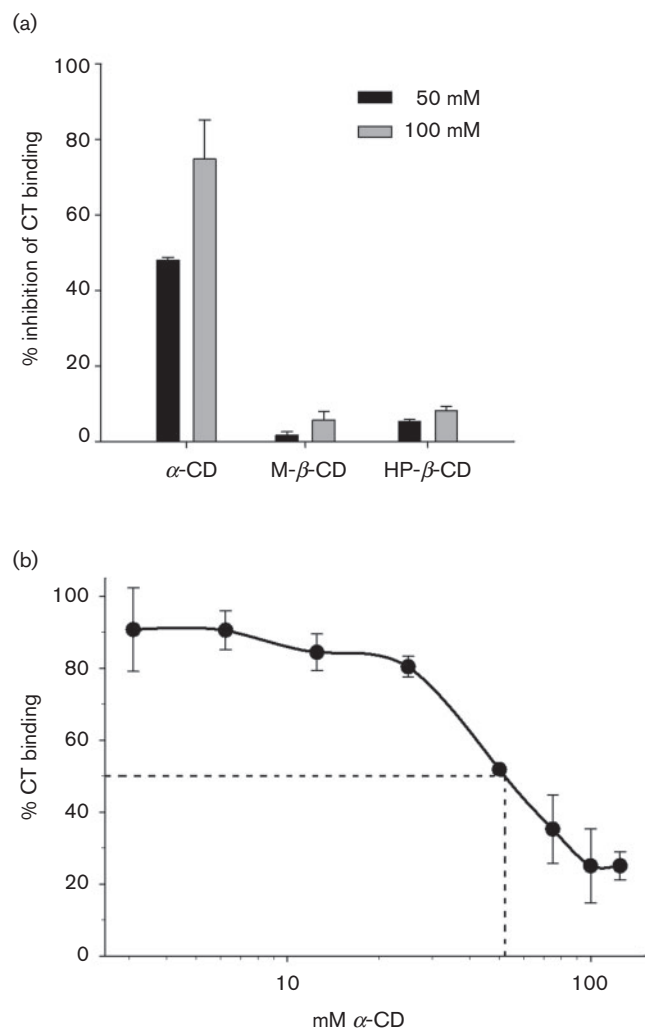 (a)
100
80
60
40
20
0
% inhibition of CT binding
50 mM
100 mM
α-CD
M-β-CD
HP-β-CD
(b)
100
80
60
40
20
0
% CT binding
10
100
mM α-CD